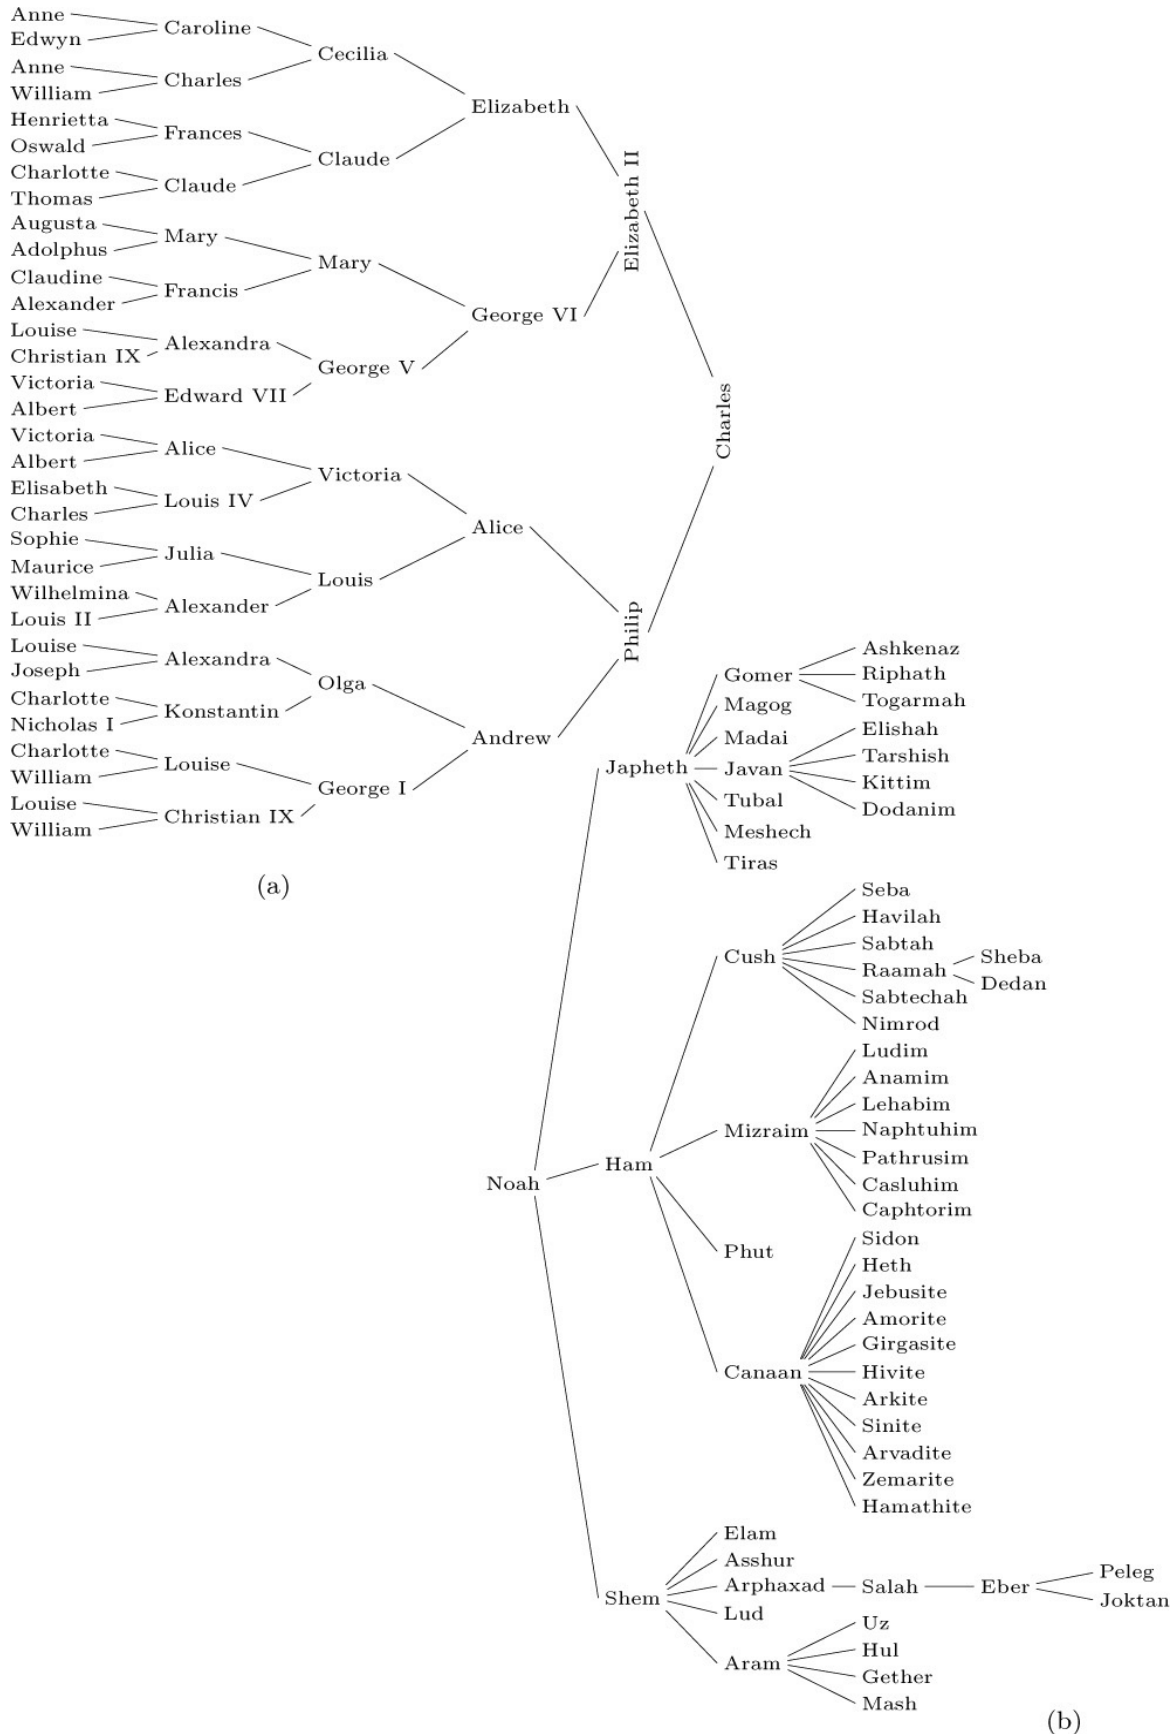 Anne
Edwyn
Caroline
Anne
William
Charles
Cecilia
Henrietta
Oswald
Frances
Charlotte
Thomas
Claude
Claude
Elizabeth
Augusta
Adolphus
Mary
Claudine
Alexander
Francis
Mary
Louise
Christian IX
Alexandra
Victoria
Albert
Edward VII
George V
George VI
Elizabeth II
Victoria
Albert
Alice
Elisabeth
Charles
Louis IV
Victoria
Sophie
Maurice
Julia
Wilhelmina
Louis II
Alexander
Louis
Alice
Louise
Joseph
Alexandra
Charlotte
Nicholas I
Konstantin
Olga
Charlotte
William
Louise
Louise
William
Christian IX
George I
Andrew
Philip
Charles
(a)
Noah
Japheth
Gomer
Ashkenaz
Riphath
Togarmah
Magog
Madai
Javan
Elishah
Tarshish
Kittim
Dodanim
Tubal
Meshech
Tiras
Ham
Cush
Seba
Havilah
Sabtah
Raamah
Sheba
Dedan
Sabtechah
Nimrod
Mizraim
Ludim
Anamim
Lehabim
Naphtuhim
Pathrusim
Casluhim
Caphtorim
Phut
Canaan
Sidon
Heth
Jebusite
Amorite
Girgasite
Hivite
Arkite
Sinite
Arvadite
Zemarite
Hamathite
Shem
Elam
Asshur
Arphaxad
Salah
Eber
Peleg
Joktan
Lud
Aram
Uz
Hul
Gether
Mash
(b)